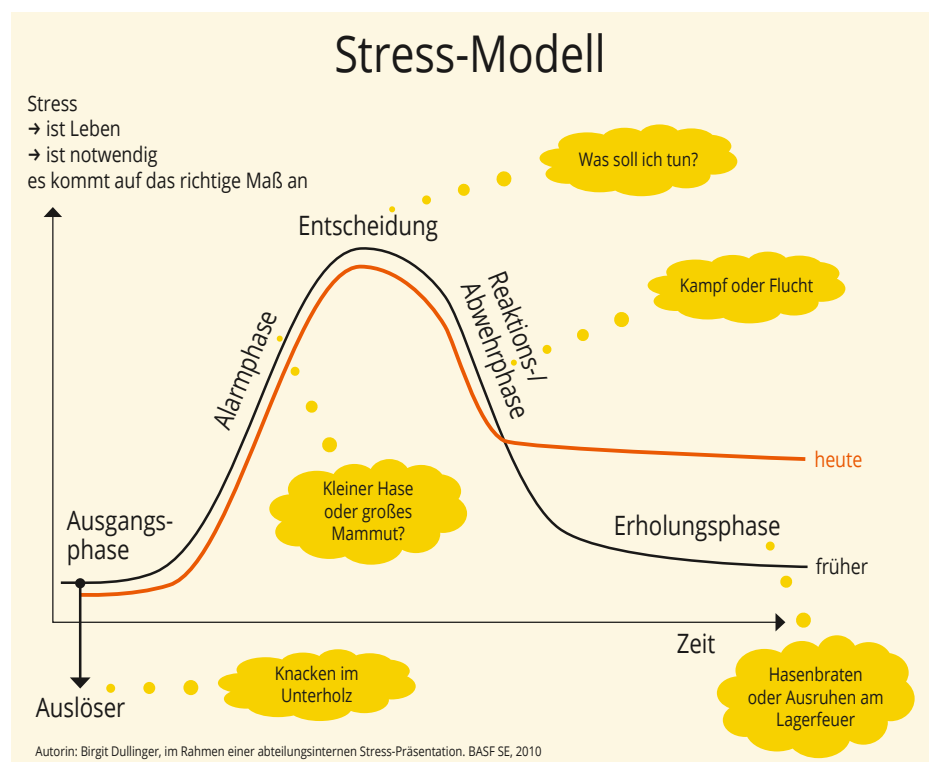 Stress-Modell
Stress
→ ist Leben
→ ist notwendig
es kommt auf das richtige Maß an
Was soll ich tun?
Entscheidung
Kampf oder Flucht
Reaktions-/
Abwehrphase
Alarmphase
heute
Kleiner Hase
oder großes
Mammut?
Ausgangs-
phase
Erholungsphase
früher
Zeit
Knacken im
Unterholz
Auslöser
Hasenbraten
oder Ausruhen am
Lagerfeuer
Autorin: Birgit Dullinger, im Rahmen einer abteilungsinternen Stress-Präsentation. BASF SE, 2010